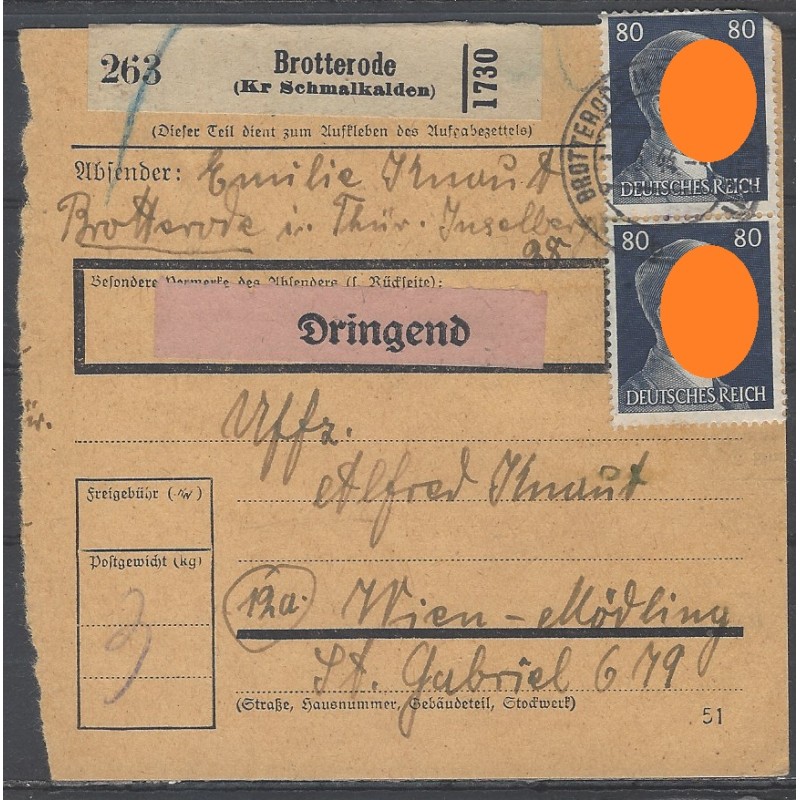 263
Brotterode
(Kr Schmalkalden)
1730
(Dieser Teil dient zum Aufkleben des Aufgabezettels)
Absender: Emilie Knaut
Brotterode i. Thür. Inselberg
80 80
DEUTSCHES REICH
80 80
DEUTSCHES REICH
BROTTERODE
Besondere Vermerke des Absenders (s. Rückseite):
Dringend
Uffz.
Alfred Knaut
Freigebühr (RM)
Postgewicht (kg)
12a. Wien-Mödling
St. Gabriel G 79
(Straße, Hausnummer, Gebäudeteil, Stockwerk)
51